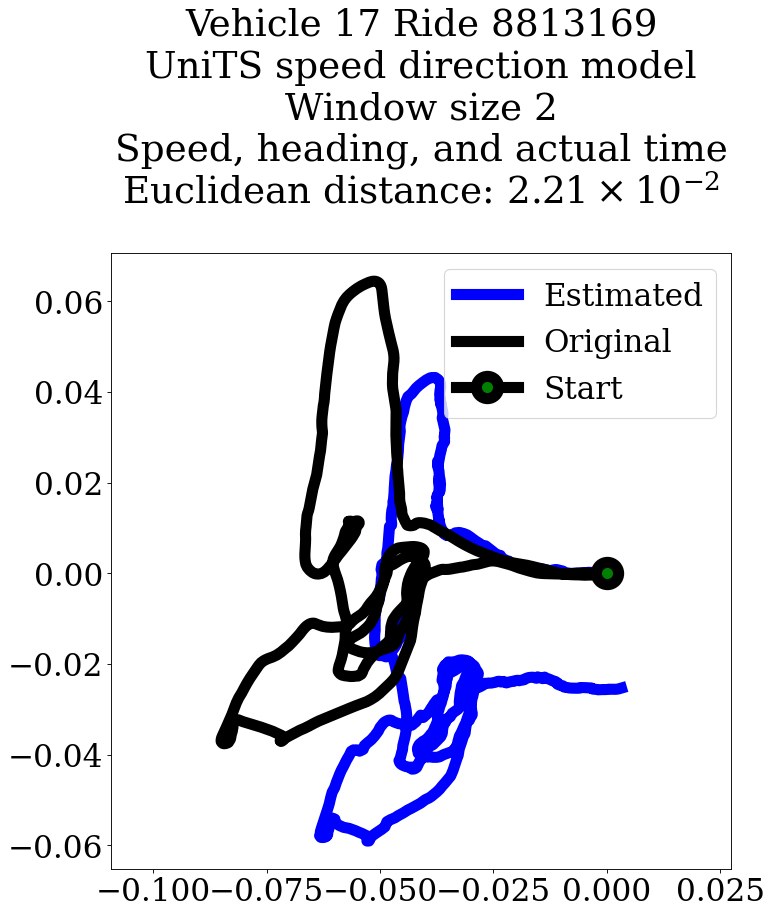 Vehicle 17 Ride 8813169
UniTS speed direction model
Window size 2
Speed, heading, and actual time
Euclidean distance: 2.21 × 10⁻²
Estimated
Original
Start
0.06
0.04
0.02
0.00
−0.02
−0.04
−0.06
−0.100 −0.075 −0.050 −0.025 0.000 0.025